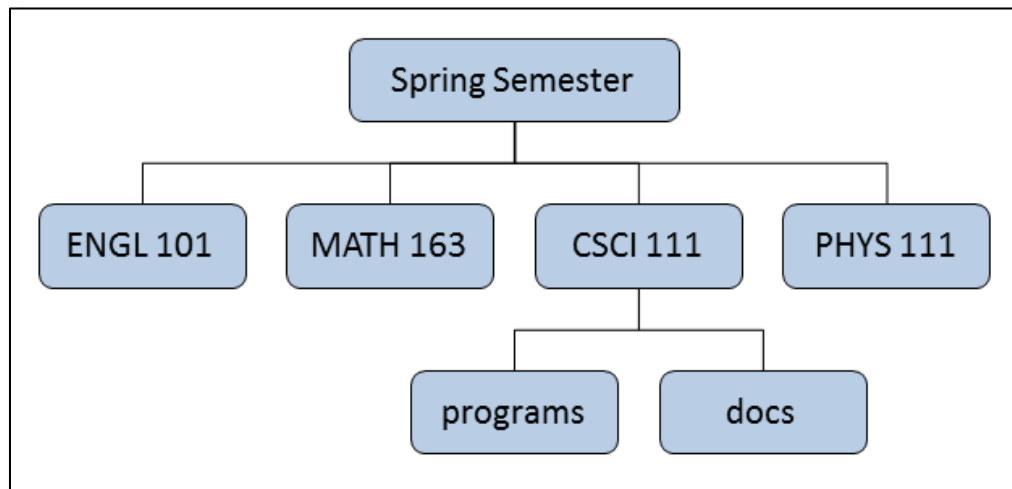 Spring Semester
ENGL 101
MATH 163
CSCI 111
PHYS 111
programs
docs